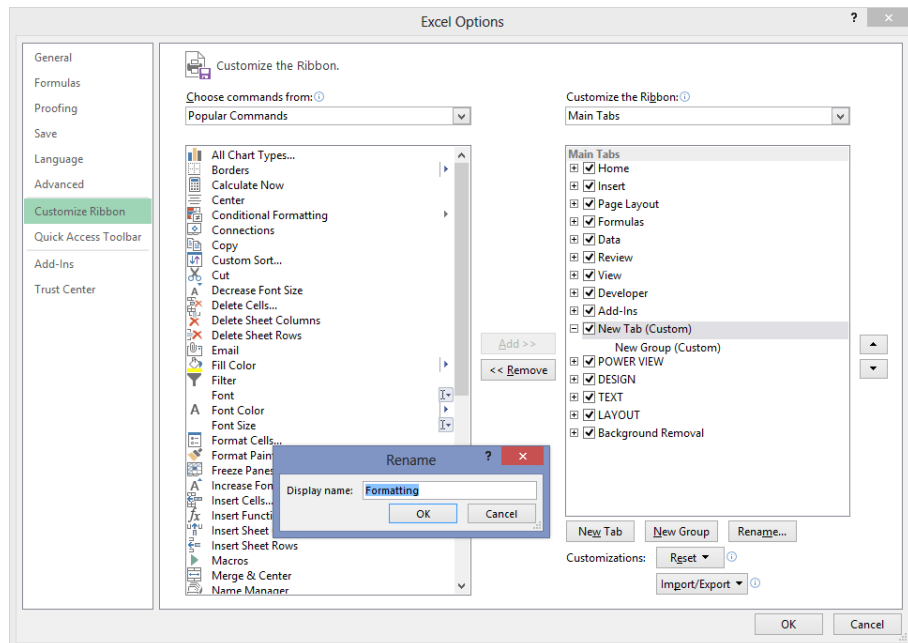 Excel Options
?
General
Formulas
Proofing
Save
Language
Advanced
Customize Ribbon
Quick Access Toolbar
Add-Ins
Trust Center
Customize the Ribbon.
Choose commands from:
Popular Commands
All Chart Types...
Borders
Calculate Now
Center
Conditional Formatting
Connections
Copy
Custom Sort...
Cut
Decrease Font Size
Delete Cells...
Delete Sheet Columns
Delete Sheet Rows
Email
Fill Color
Filter
Font
Font Color
Font Size
Format Cells...
Format Pain
Freeze Panes
Increase Fon
Insert Cells...
Insert Functi
Insert Sheet
Insert Sheet Rows
Macros
Merge & Center
Name Manager
Add >>
<< Remove
Customize the Ribbon:
Main Tabs
Main Tabs
Home
Insert
Page Layout
Formulas
Data
Review
View
Developer
Add-Ins
New Tab (Custom)
New Group (Custom)
POWER VIEW
DESIGN
TEXT
LAYOUT
Background Removal
New Tab
New Group
Rename...
Customizations:
Reset
Import/Export
Rename
?
Display name:
Formatting
OK
Cancel
OK
Cancel